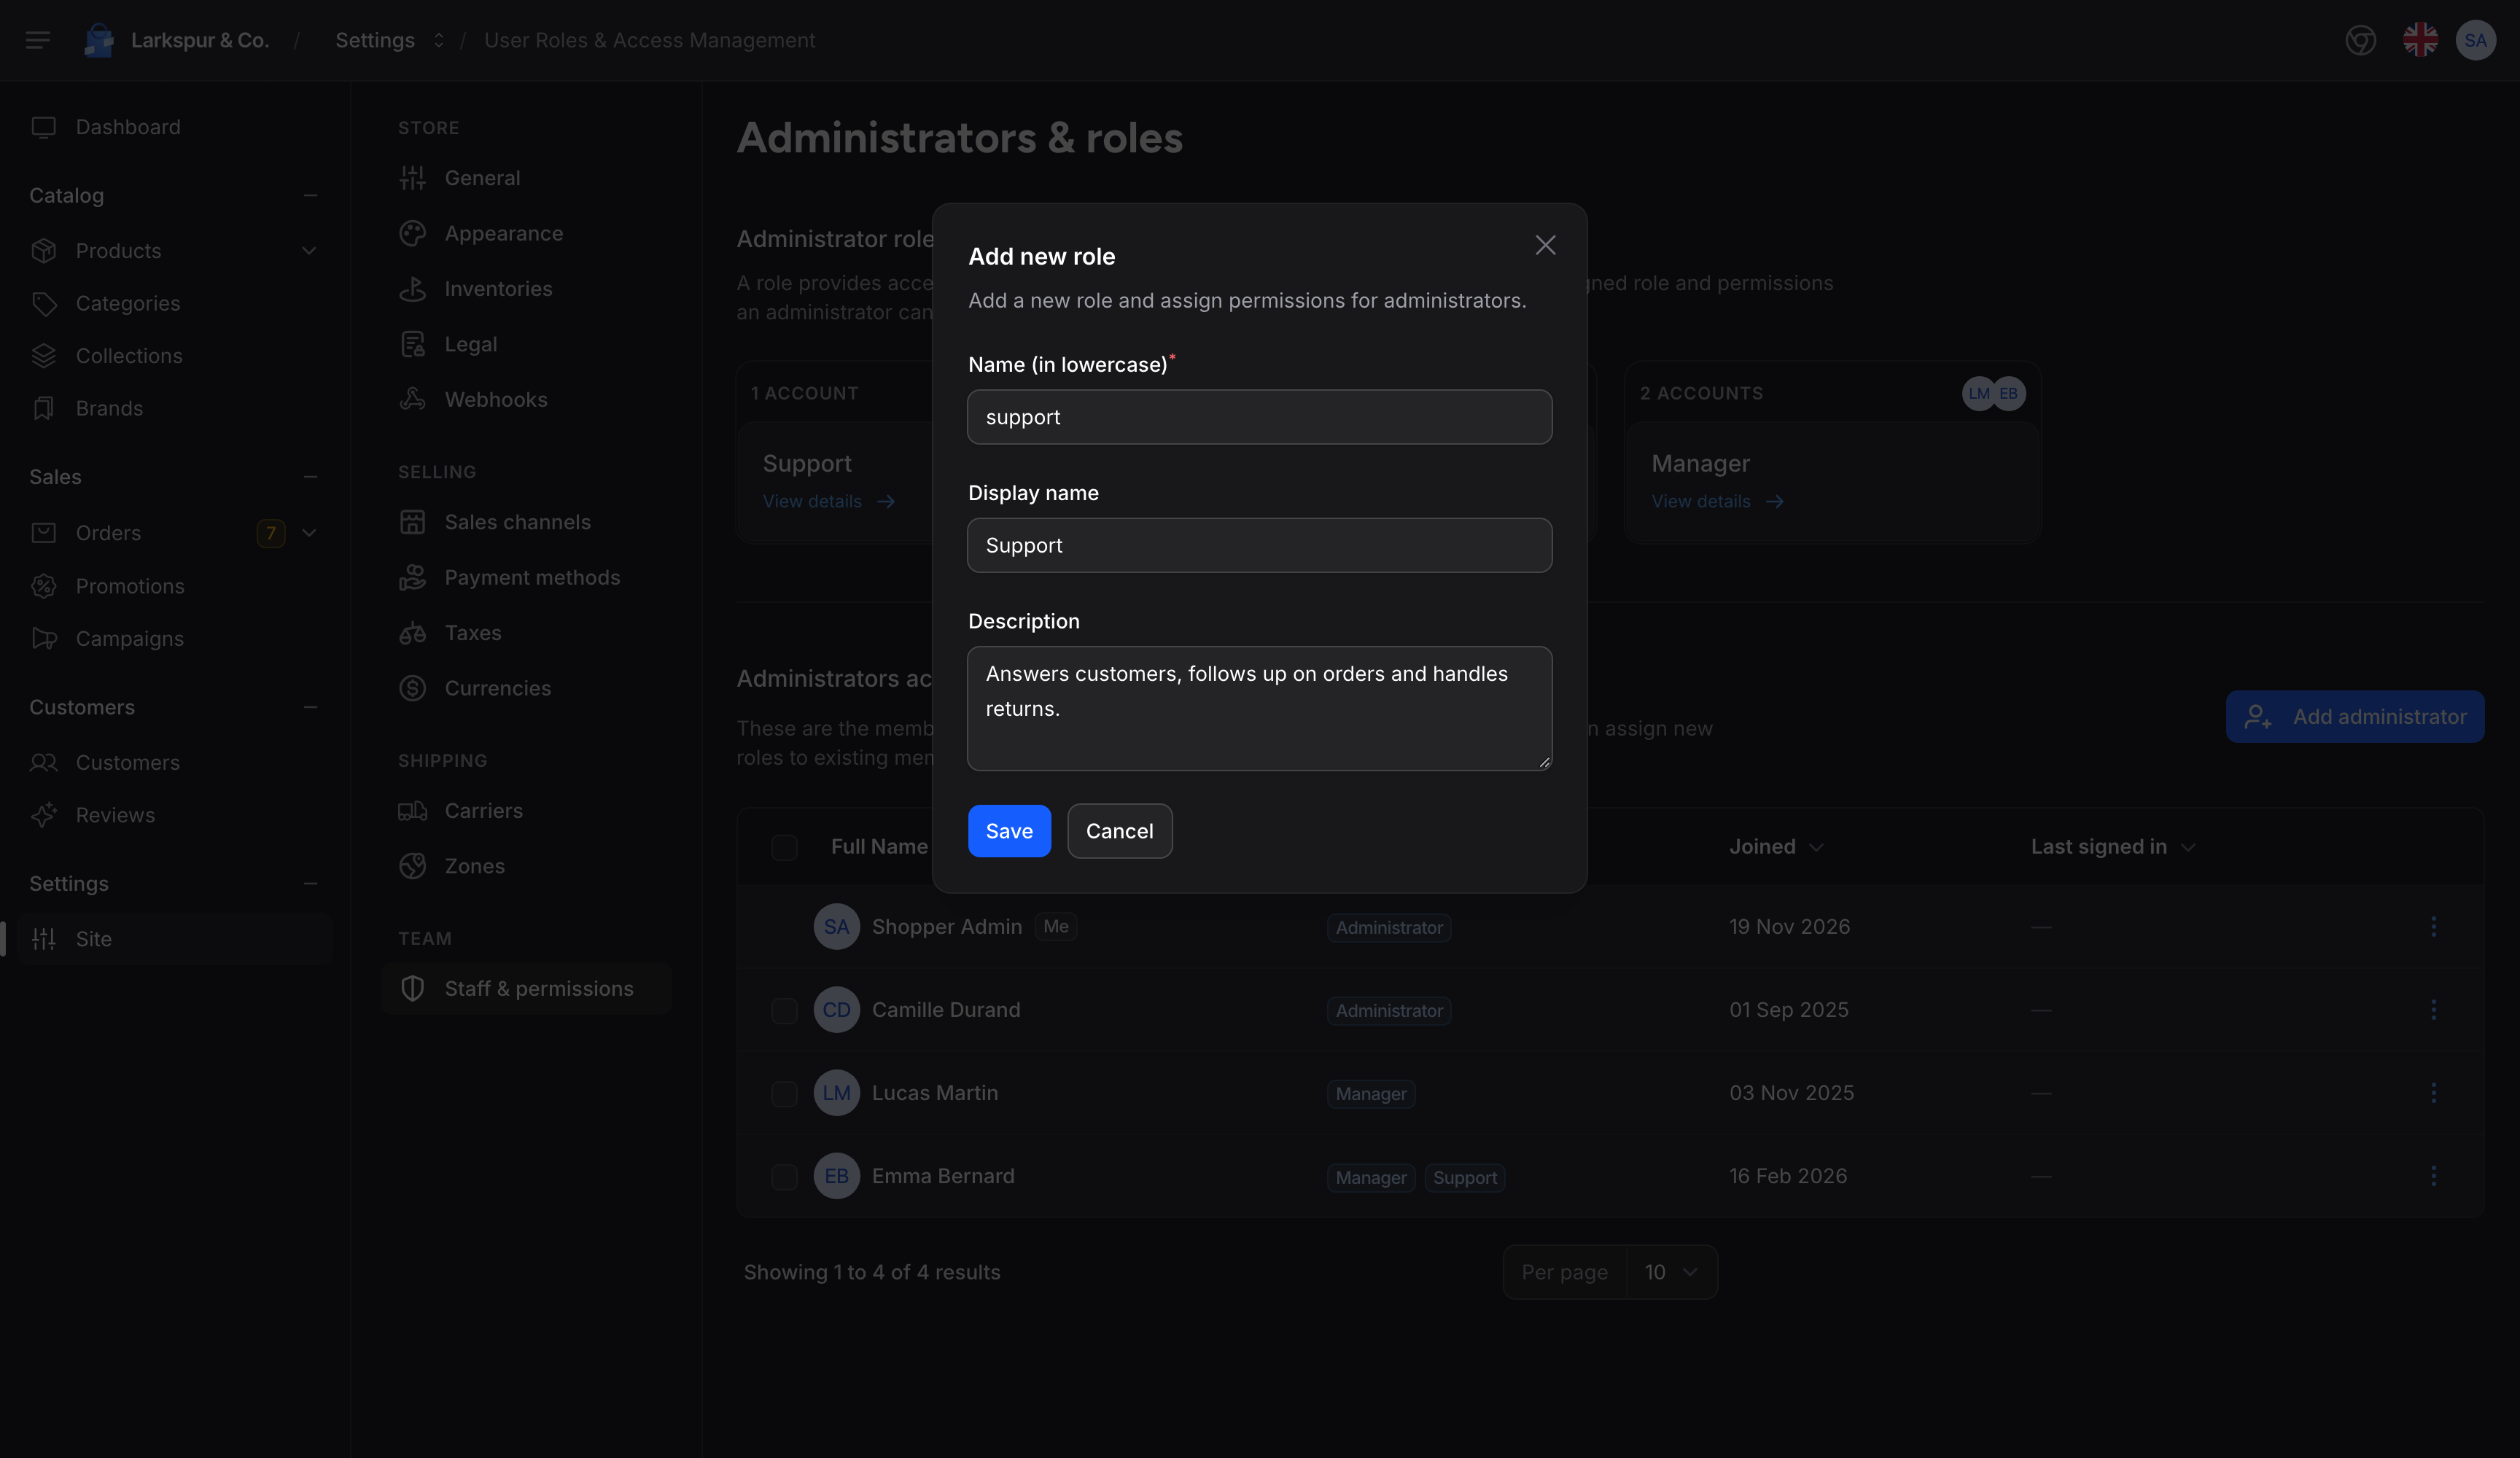 Larkspur & Co. / Settings / User Roles & Access Management
SA
Dashboard
Catalog
Products
Categories
Collections
Brands
Sales
Orders 7
Promotions
Campaigns
Customers
Customers
Reviews
Settings
Site
STORE
General
Appearance
Inventories
Legal
Webhooks
SELLING
Sales channels
Payment methods
Taxes
Currencies
SHIPPING
Carriers
Zones
TEAM
Staff & permissions
Administrators & roles
Administrator role
A role provides acce
gned role and permissions
an administrator can
1 ACCOUNT
Support
View details
2 ACCOUNTS
LM EB
Manager
View details
Add new role
Add a new role and assign permissions for administrators.
Name (in lowercase)*
support
Display name
Support
Description
Answers customers, follows up on orders and handles
returns.
Save Cancel
Administrators ac
These are the memb
n assign new
roles to existing mem
Add administrator
Full Name Joined Last signed in
SA Shopper Admin Me Administrator 19 Nov 2026 —
CD Camille Durand Administrator 01 Sep 2025 —
LM Lucas Martin Manager 03 Nov 2025 —
EB Emma Bernard Manager Support 16 Feb 2026 —
Showing 1 to 4 of 4 results
Per page 10